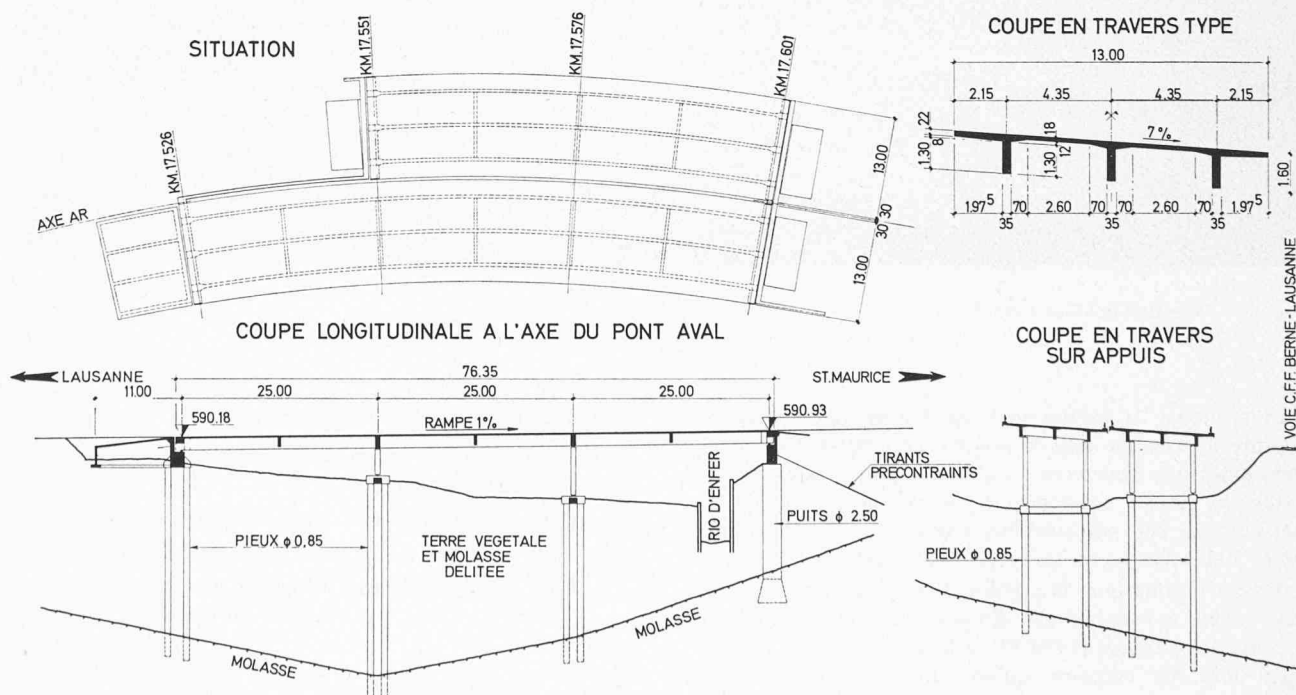 SITUATION
KM.17.551
KM.17.576
KM.17.601
KM.17.526
AXE AR
13.00
30
30
13.00
COUPE EN TRAVERS TYPE
13.00
2.15 4.35 4.35 2.15
22
8
1.30
18
12
1.30
7%
1.60
1.97⁵ 70 2.60 70 70 2.60 70 1.97⁵
35 35 35
COUPE LONGITUDINALE A L'AXE DU PONT AVAL
LAUSANNE
76.35
ST.MAURICE
11.00 25.00 25.00 25.00
590.18
RAMPE 1%
590.93
TIRANTS
PRECONTRAINTS
RIO D'ENFER
PUITS ϕ 2.50
PIEUX ϕ 0.85
TERRE VEGETALE
ET MOLASSE
DELITEE
MOLASSE
MOLASSE
COUPE EN TRAVERS
SUR APPUIS
VOIE C.F.F. BERNE-LAUSANNE
PIEUX ϕ 0.85